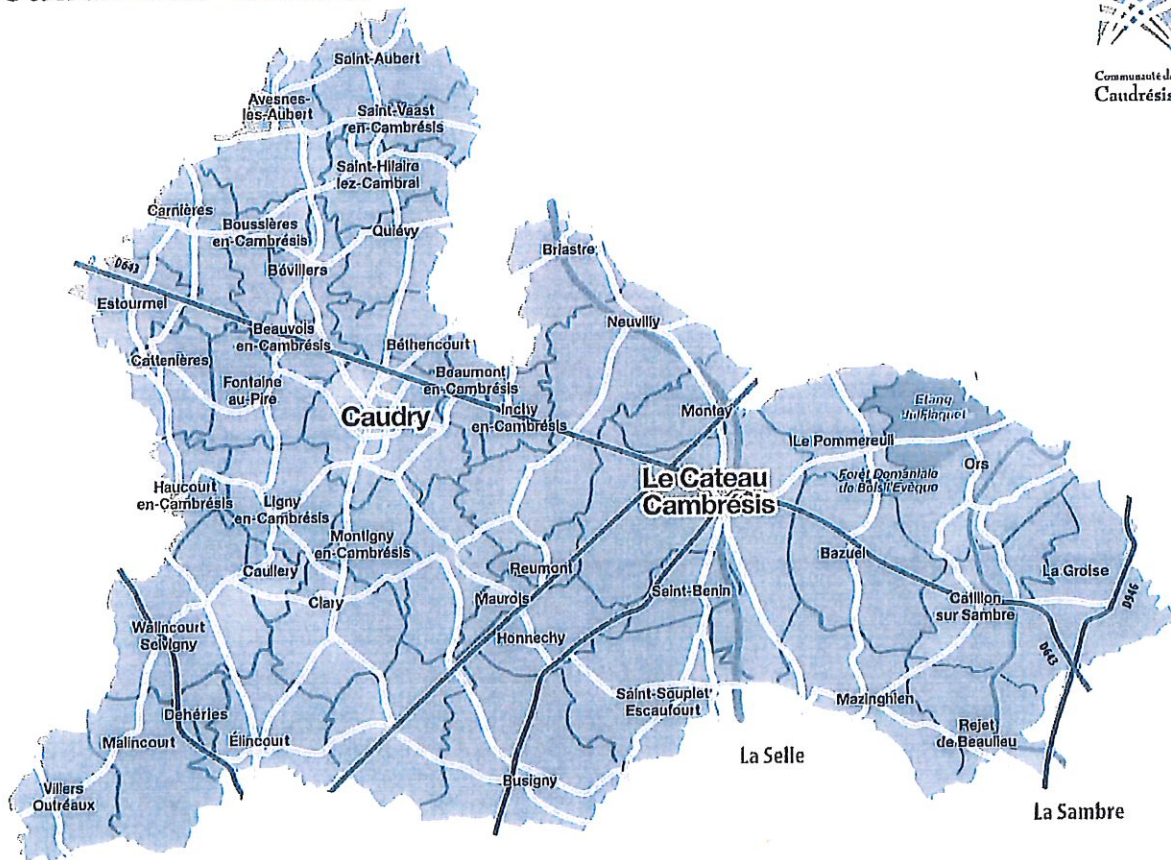 Communauté de
Caudrésis
Saint-Aubert
Avesnes-
les-Aubert
Saint-Vaast
en-Cambrésis
Saint-Hilaire
lez-Cambrai
Carnières
Boussières
en-Cambrésis
Quiévy
Briastre
Bévillers
D643
Estourmel
Neuvilly
Beauvois
en-Cambrésis
Béthencourt
Cattenières
Beaumont
en-Cambrésis
Fontaine
au-Pire
Caudry
Inchy
en-Cambrésis
Montay
Etang
du Flaquet
Le Pommereuil
Ors
Le Cateau
Cambrésis
Forêt Domaniale
de Bois l'Evêque
Haucourt
en-Cambrésis
Ligny
en-Cambrésis
Montigny
en-Cambrésis
Bazuel
Caullery
Reumont
La Groise
Clary
Maurois
Saint-Benin
Catillon
sur Sambre
D946
Walincourt
Selvigny
Honnechy
D643
Saint-Souplet
Escaufourt
Mazinghien
Dehéries
Malincourt
Élincourt
Rejet
de Beaulieu
La Selle
Busigny
Villers
Outréaux
La Sambre